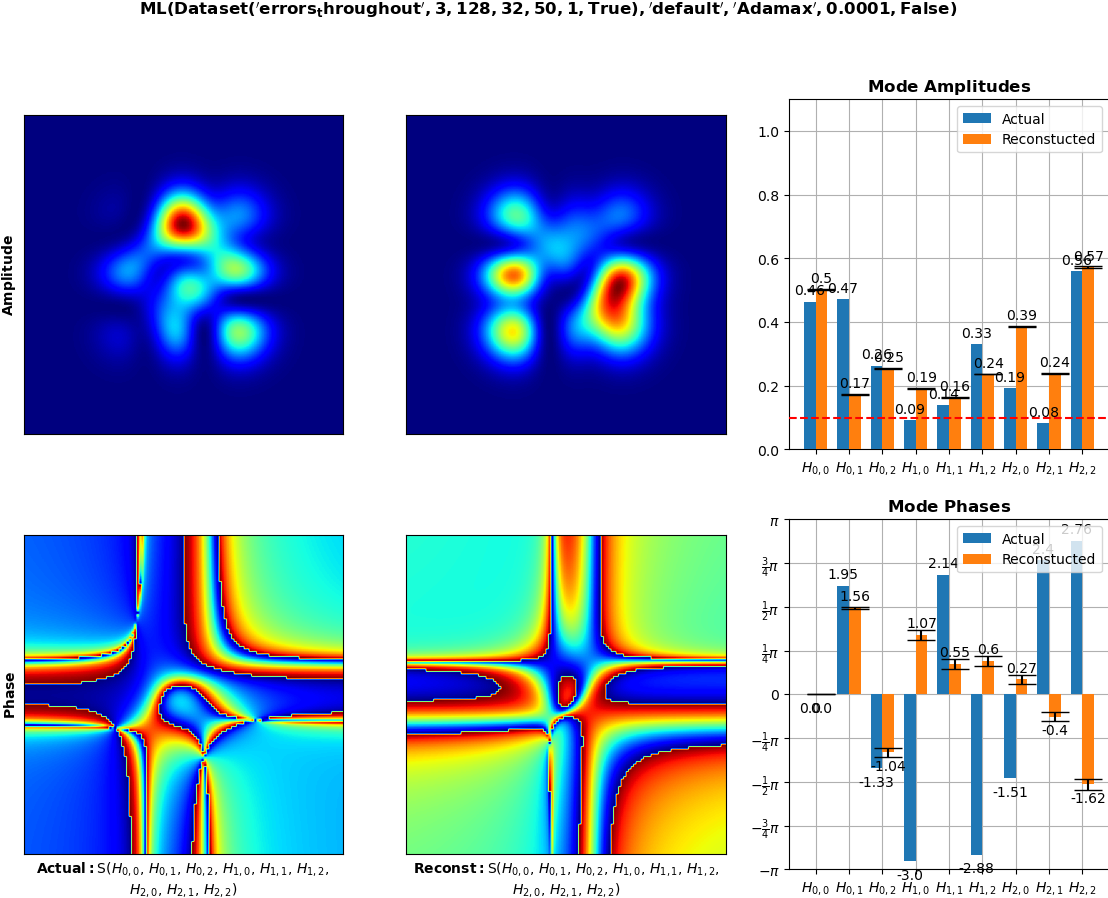 ML(Dataset('errors_throughout', 3, 128, 32, 50, 1, True), 'default', 'Adamax', 0.0001, False)
Amplitude
Mode Amplitudes
Actual
Reconstucted
1.0
0.8
0.6
0.4
0.2
0.0
0.46 0.5 0.47 0.17 0.26 0.25 0.09 0.19 0.14 0.16 0.33 0.24 0.19 0.39 0.08 0.24 0.56 0.57
H0,0 H0,1 H0,2 H1,0 H1,1 H1,2 H2,0 H2,1 H2,2
Phase
Mode Phases
Actual
Reconstucted
π
3/4π
1/2π
1/4π
0
−1/4π
−1/2π
−3/4π
−π
0.0 0.0 1.95 1.56 -1.33 -1.04 -3.0 1.07 2.14 0.55 -2.88 0.6 -1.51 0.27 2.4 -0.4 2.76 -1.62
H0,0 H0,1 H0,2 H1,0 H1,1 H1,2 H2,0 H2,1 H2,2
Actual: S(H0,0, H0,1, H0,2, H1,0, H1,1, H1,2,
H2,0, H2,1, H2,2)
Reconst: S(H0,0, H0,1, H0,2, H1,0, H1,1, H1,2,
H2,0, H2,1, H2,2)